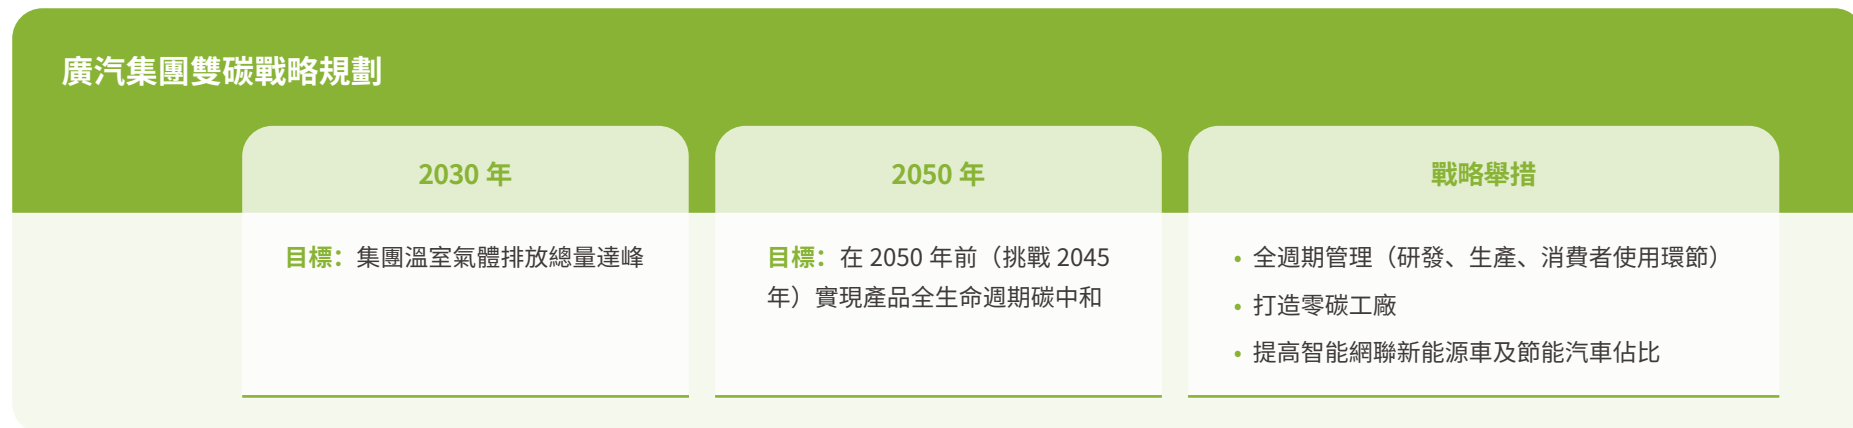 廣汽集團雙碳戰略規劃
2030 年
目標：集團溫室氣體排放總量達峰
2050 年
目標：在 2050 年前（挑戰 2045
年）實現產品全生命週期碳中和
戰略舉措
• 全週期管理（研發、生產、消費者使用環節）
• 打造零碳工廠
• 提高智能網聯新能源車及節能汽車佔比